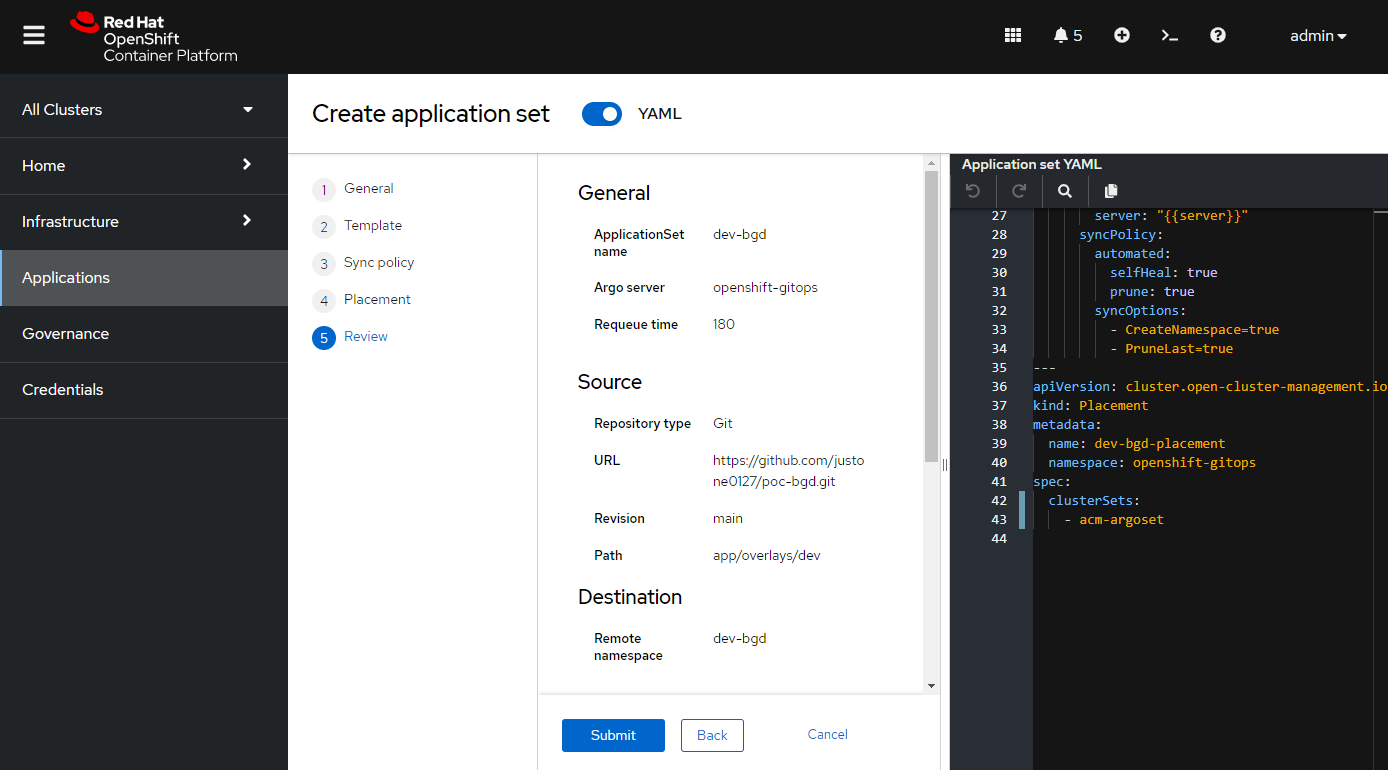 Red Hat
OpenShift
Container Platform
5
admin
All Clusters
Home
Infrastructure
Applications
Governance
Credentials
Create application set
YAML
1 General
2 Template
3 Sync policy
4 Placement
5 Review
General
ApplicationSet name dev-bgd
Argo server openshift-gitops
Requeue time 180
Source
Repository type Git
URL https://github.com/justo
ne0127/poc-bgd.git
Revision main
Path app/overlays/dev
Destination
Remote namespace dev-bgd
Submit
Back
Cancel
Application set YAML
27 server: "{{server}}"
28 syncPolicy:
29 automated:
30 selfHeal: true
31 prune: true
32 syncOptions:
33 - CreateNamespace=true
34 - PruneLast=true
35 ---
36 apiVersion: cluster.open-cluster-management.io
37 kind: Placement
38 metadata:
39 name: dev-bgd-placement
40 namespace: openshift-gitops
41 spec:
42 clusterSets:
43 - acm-argoset
44